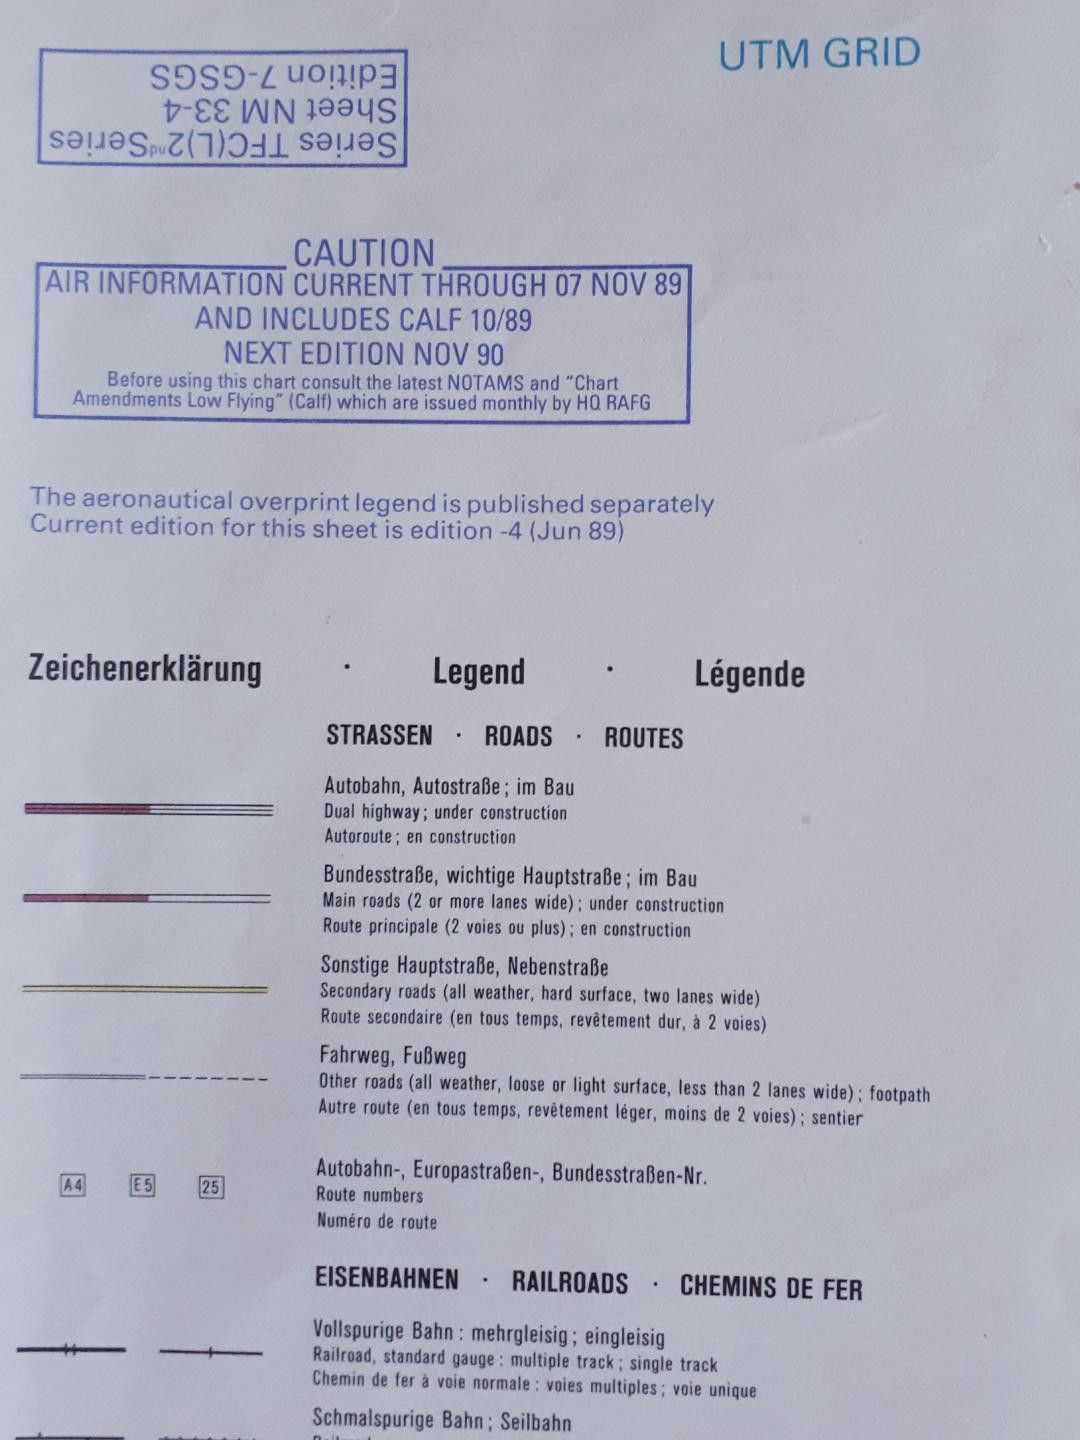 UTM GRID
Series TFC(L)2nd Series
Sheet NM 33-4
Edition 7-GSGS
CAUTION
AIR INFORMATION CURRENT THROUGH 07 NOV 89
AND INCLUDES CALF 10/89
NEXT EDITION NOV 90
Before using this chart consult the latest NOTAMS and “Chart
Amendments Low Flying” (Calf) which are issued monthly by HQ RAFG
The aeronautical overprint legend is published separately
Current edition for this sheet is edition -4 (Jun 89)
Zeichenerklärung · Legend · Légende
STRASSEN · ROADS · ROUTES
Autobahn, Autostraße; im Bau
Dual highway; under construction
Autoroute; en construction
Bundesstraße, wichtige Hauptstraße; im Bau
Main roads (2 or more lanes wide); under construction
Route principale (2 voies ou plus); en construction
Sonstige Hauptstraße, Nebenstraße
Secondary roads (all weather, hard surface, two lanes wide)
Route secondaire (en tous temps, revêtement dur, à 2 voies)
Fahrweg, Fußweg
Other roads (all weather, loose or light surface, less than 2 lanes wide); footpath
Autre route (en tous temps, revêtement léger, moins de 2 voies); sentier
A4 E5 25
Autobahn-, Europastraßen-, Bundesstraßen-Nr.
Route numbers
Numéro de route
EISENBAHNEN · RAILROADS · CHEMINS DE FER
Vollspurige Bahn: mehrgleisig; eingleisig
Railroad, standard gauge: multiple track; single track
Chemin de fer à voie normale: voies multiples; voie unique
Schmalspurige Bahn; Seilbahn